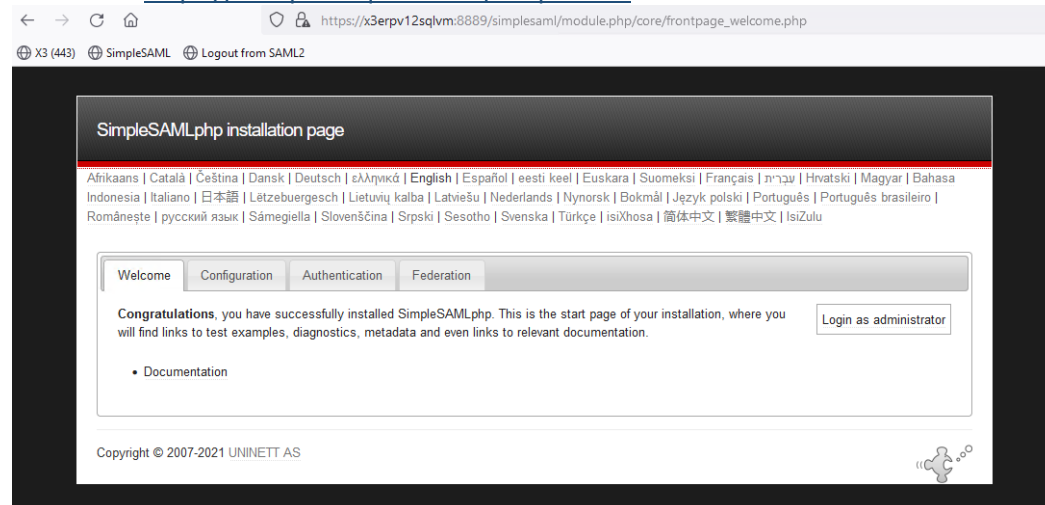 https://x3erpv12sqlvm:8889/simplesaml/module.php/core/frontpage_welcome.php
X3 (443) SimpleSAML Logout from SAML2
SimpleSAMLphp installation page
Afrikaans | Català | Čeština | Dansk | Deutsch | ελληνικά | English | Español | eesti keel | Euskara | Suomeksi | Français | עִבְרִית | Hrvatski | Magyar | Bahasa
Indonesia | Italiano | 日本語 | Lëtzebuergesch | Lietuvių kalba | Latviešu | Nederlands | Nynorsk | Bokmål | Język polski | Português | Português brasileiro |
Românește | русский язык | Sámegiella | Slovenščina | Srpski | Sesotho | Svenska | Türkçe | isiXhosa | 简体中文 | 繁體中文 | IsiZulu
Welcome Configuration Authentication Federation
Congratulations, you have successfully installed SimpleSAMLphp. This is the start page of your installation, where you
will find links to test examples, diagnostics, metadata and even links to relevant documentation.
Login as administrator
• Documentation
Copyright © 2007-2021 UNINETT AS